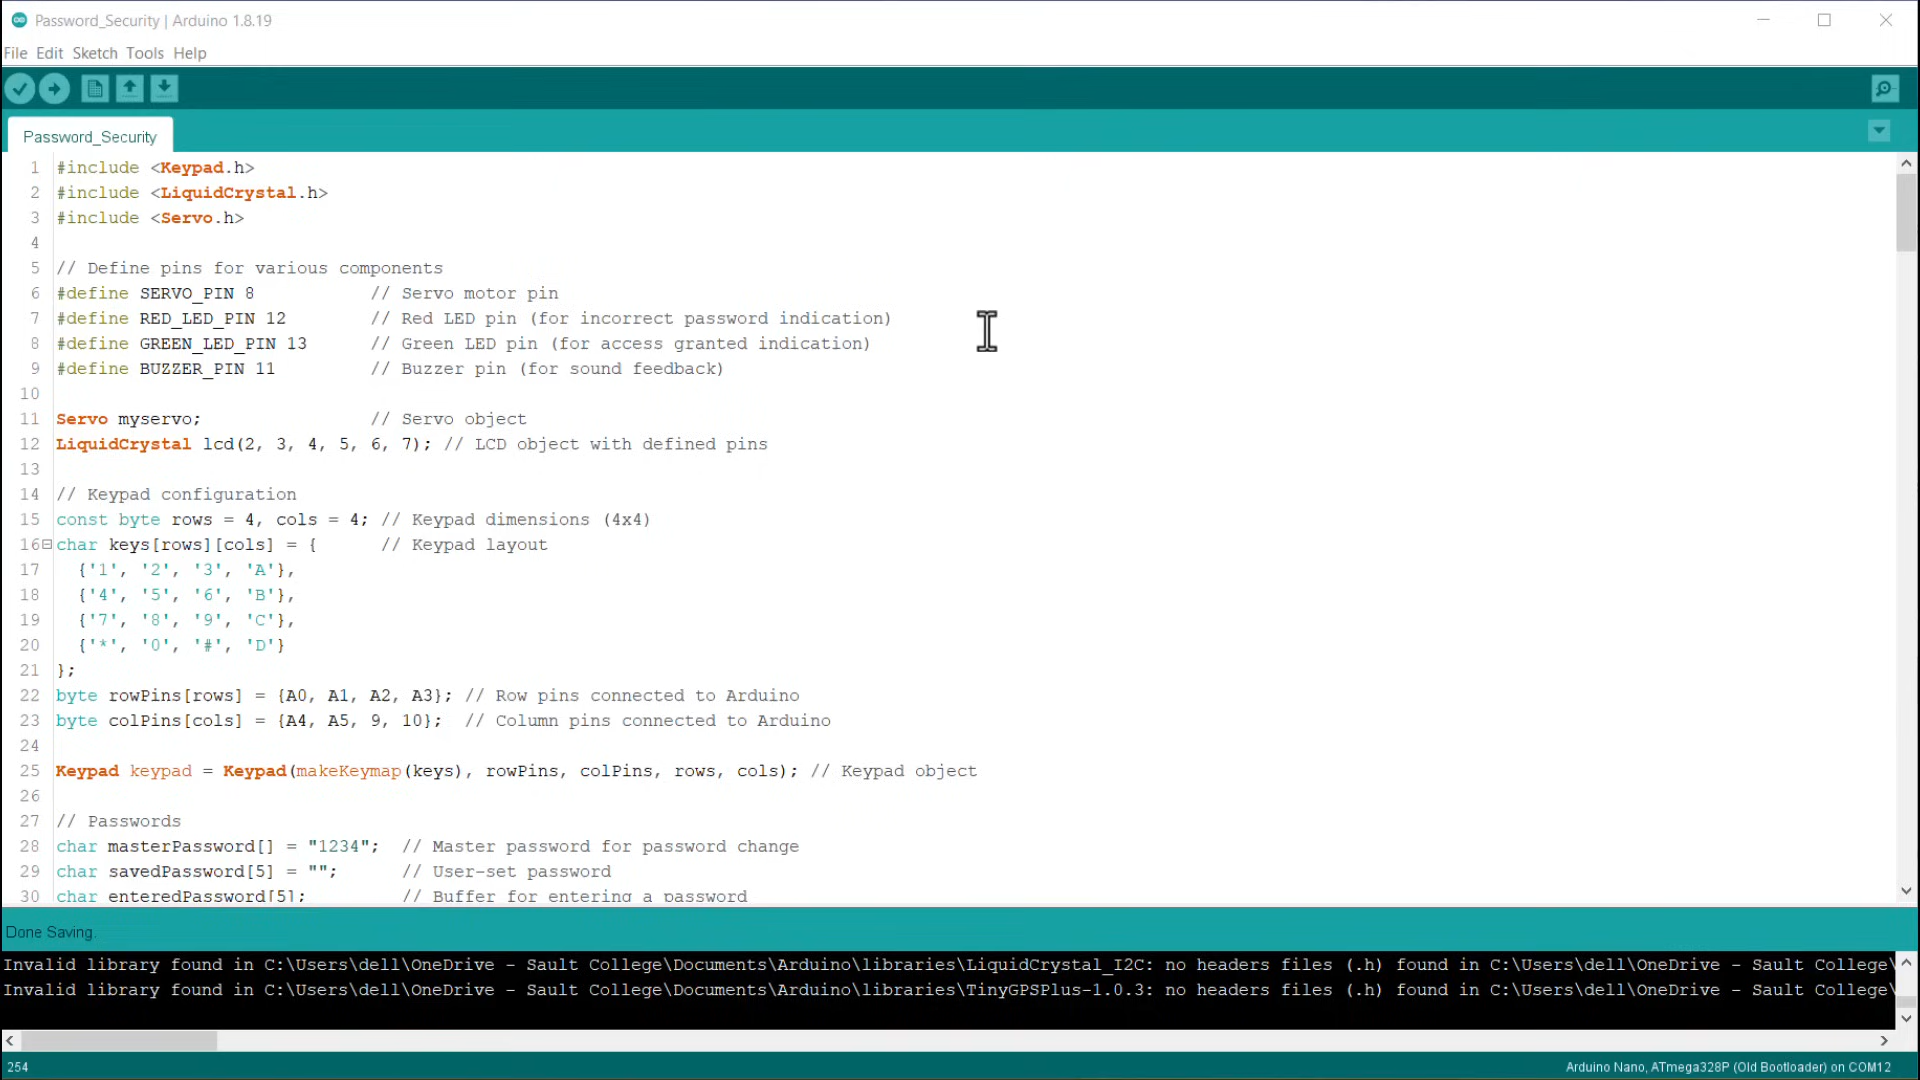 Password_Security | Arduino 1.8.19
File Edit Sketch Tools Help
Password_Security
1 #include <Keypad.h>
2 #include <LiquidCrystal.h>
3 #include <Servo.h>
4
5 // Define pins for various components
6 #define SERVO_PIN 8 // Servo motor pin
7 #define RED_LED_PIN 12 // Red LED pin (for incorrect password indication)
8 #define GREEN_LED_PIN 13 // Green LED pin (for access granted indication)
9 #define BUZZER_PIN 11 // Buzzer pin (for sound feedback)
10
11 Servo myservo; // Servo object
12 LiquidCrystal lcd(2, 3, 4, 5, 6, 7); // LCD object with defined pins
13
14 // Keypad configuration
15 const byte rows = 4, cols = 4; // Keypad dimensions (4x4)
16 char keys[rows][cols] = { // Keypad layout
17 {'1', '2', '3', 'A'},
18 {'4', '5', '6', 'B'},
19 {'7', '8', '9', 'C'},
20 {'*', '0', '#', 'D'}
21 };
22 byte rowPins[rows] = {A0, A1, A2, A3}; // Row pins connected to Arduino
23 byte colPins[cols] = {A4, A5, 9, 10}; // Column pins connected to Arduino
24
25 Keypad keypad = Keypad(makeKeymap(keys), rowPins, colPins, rows, cols); // Keypad object
26
27 // Passwords
28 char masterPassword[] = "1234"; // Master password for password change
29 char savedPassword[5] = ""; // User-set password
30 char enteredPassword[5]; // Buffer for entering a password
Done Saving.
Invalid library found in C:\Users\dell\OneDrive - Sault College\Documents\Arduino\libraries\LiquidCrystal_I2C: no headers files (.h) found in C:\Users\dell\OneDrive - Sault College\
Invalid library found in C:\Users\dell\OneDrive - Sault College\Documents\Arduino\libraries\TinyGPSPlus-1.0.3: no headers files (.h) found in C:\Users\dell\OneDrive - Sault College\
254 Arduino Nano, ATmega328P (Old Bootloader) on COM12